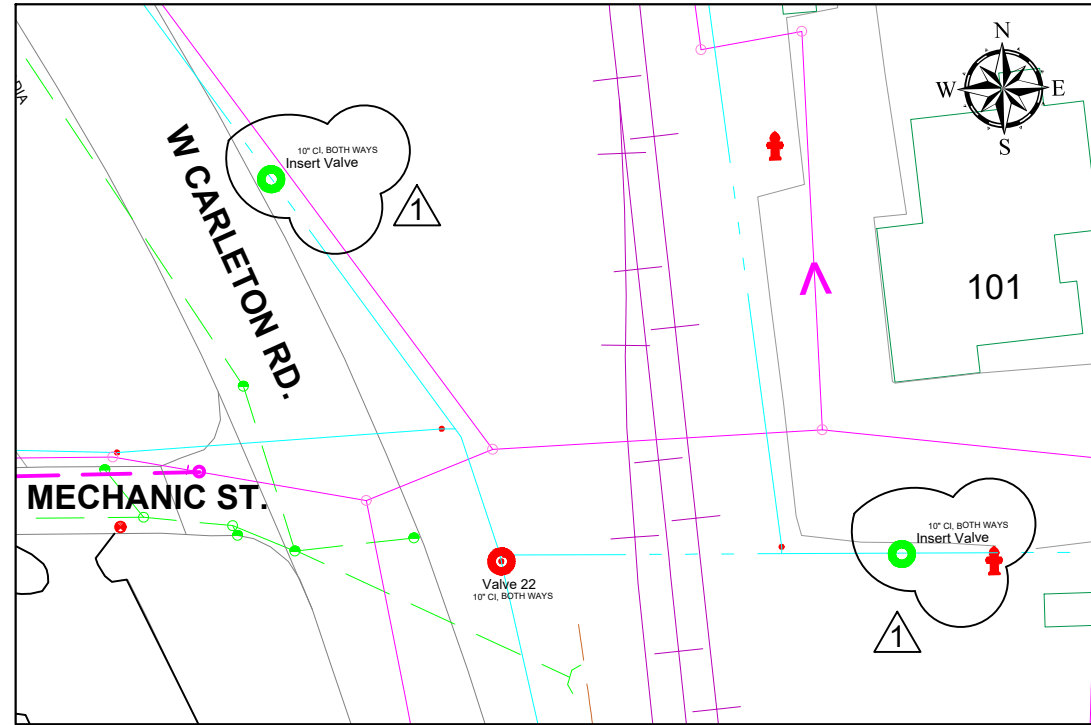 N
W
E
S
DIA
10" CI, BOTH WAYS
Insert Valve
1
W CARLETON RD.
101
MECHANIC ST.
10" CI, BOTH WAYS
Insert Valve
Valve 22
10" CI, BOTH WAYS
1